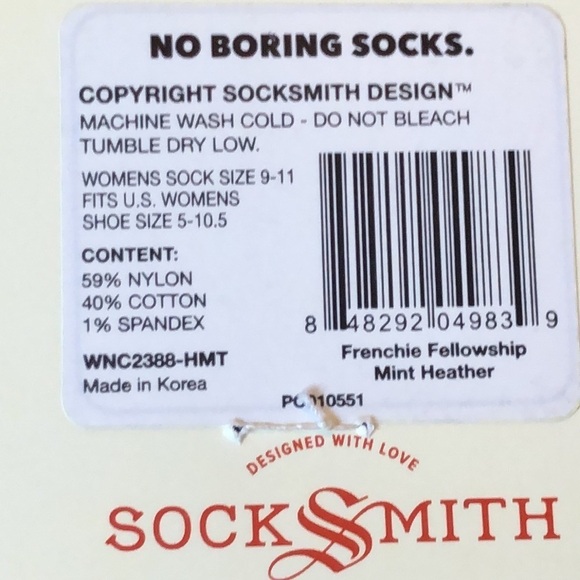 NO BORING SOCKS.
COPYRIGHT SOCKSMITH DESIGN™
MACHINE WASH COLD - DO NOT BLEACH
TUMBLE DRY LOW.
WOMENS SOCK SIZE 9-11
FITS U.S. WOMENS
SHOE SIZE 5-10.5
CONTENT:
59% NYLON
40% COTTON
1% SPANDEX
WNC2388-HMT
Made in Korea
8 48292 04983 9
Frenchie Fellowship
Mint Heather
DESIGNED WITH LOVE
SOCKSMITH